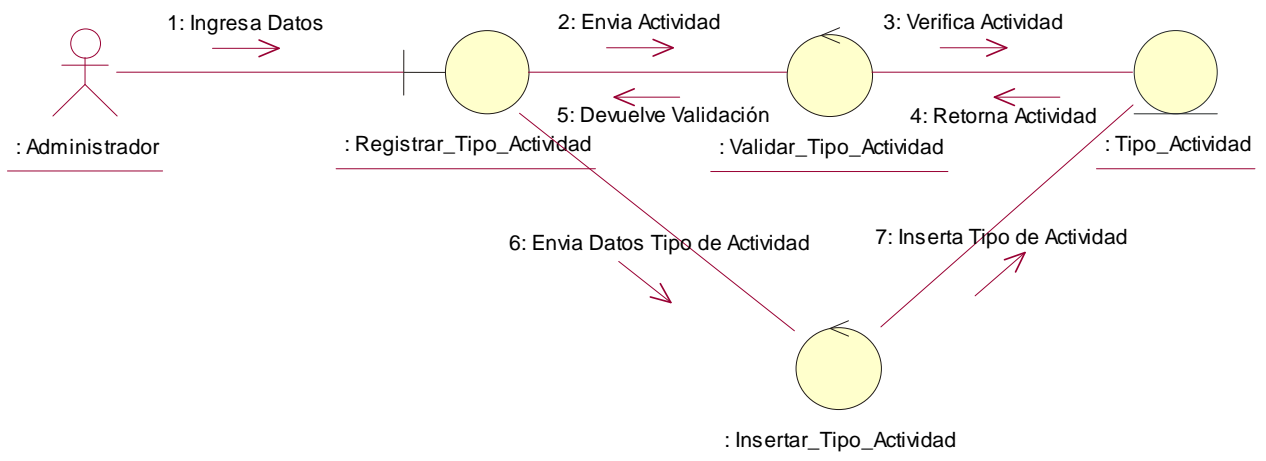 1: Ingresa Datos
2: Envia Actividad
3: Verifica Actividad
5: Devuelve Validación
4: Retorna Actividad
: Administrador
: Registrar_Tipo_Actividad
: Validar_Tipo_Actividad
: Tipo_Actividad
6: Envia Datos Tipo de Actividad
7: Inserta Tipo de Actividad
: Insertar_Tipo_Actividad